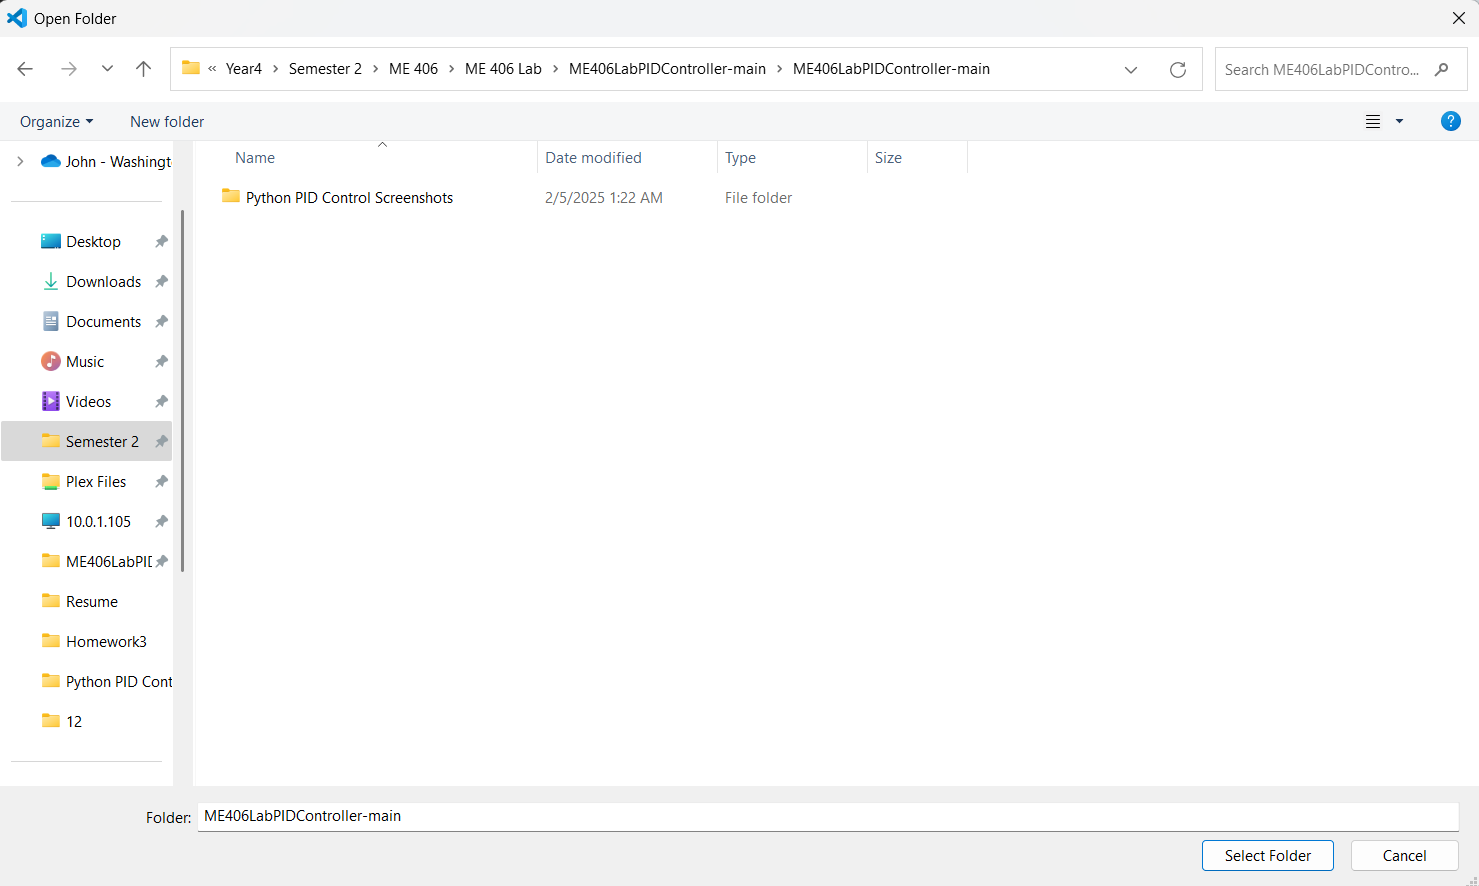 Open Folder
« Year4 > Semester 2 > ME 406 > ME 406 Lab > ME406LabPIDController-main > ME406LabPIDController-main
Search ME406LabPIDContro...
Organize
New folder
?
John - Washingt
Name
Date modified
Type
Size
Python PID Control Screenshots
2/5/2025 1:22 AM
File folder
Desktop
Downloads
Documents
Music
Videos
Semester 2
Plex Files
10.0.1.105
ME406LabPID
Resume
Homework3
Python PID Cont
12
Folder:
ME406LabPIDController-main
Select Folder
Cancel